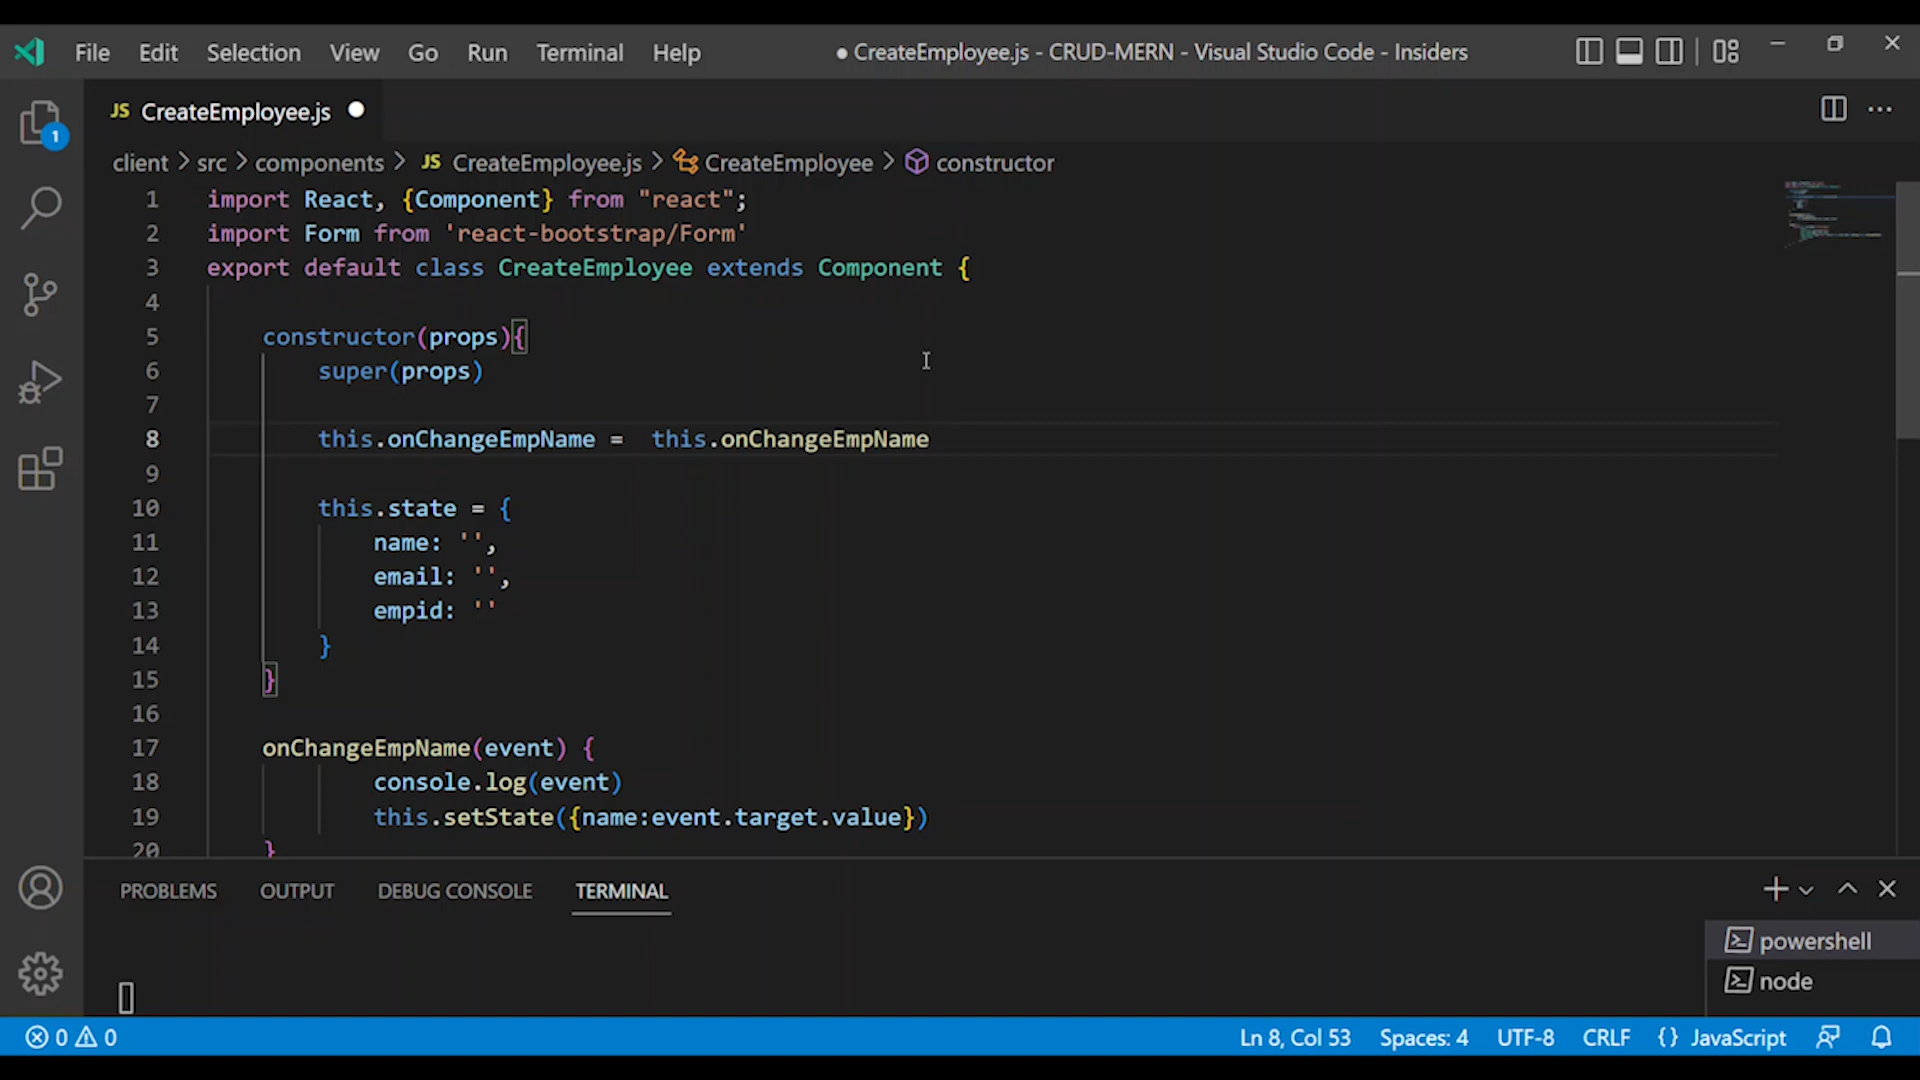 File Edit Selection View Go Run Terminal Help ● CreateEmployee.js - CRUD-MERN - Visual Studio Code - Insiders
JS CreateEmployee.js
1
client > src > components > JS CreateEmployee.js > CreateEmployee > constructor
1 import React, {Component} from "react";
2 import Form from 'react-bootstrap/Form'
3 export default class CreateEmployee extends Component {
4
5 constructor(props){
6 super(props)
7
8 this.onChangeEmpName =  this.onChangeEmpName
9
10 this.state = {
11 name: '',
12 email: '',
13 empid: ''
14 }
15 }
16
17 onChangeEmpName(event) {
18 console.log(event)
19 this.setState({name:event.target.value})
20 }
PROBLEMS OUTPUT DEBUG CONSOLE TERMINAL
powershell
node
0 0 Ln 8, Col 53 Spaces: 4 UTF-8 CRLF {} JavaScript